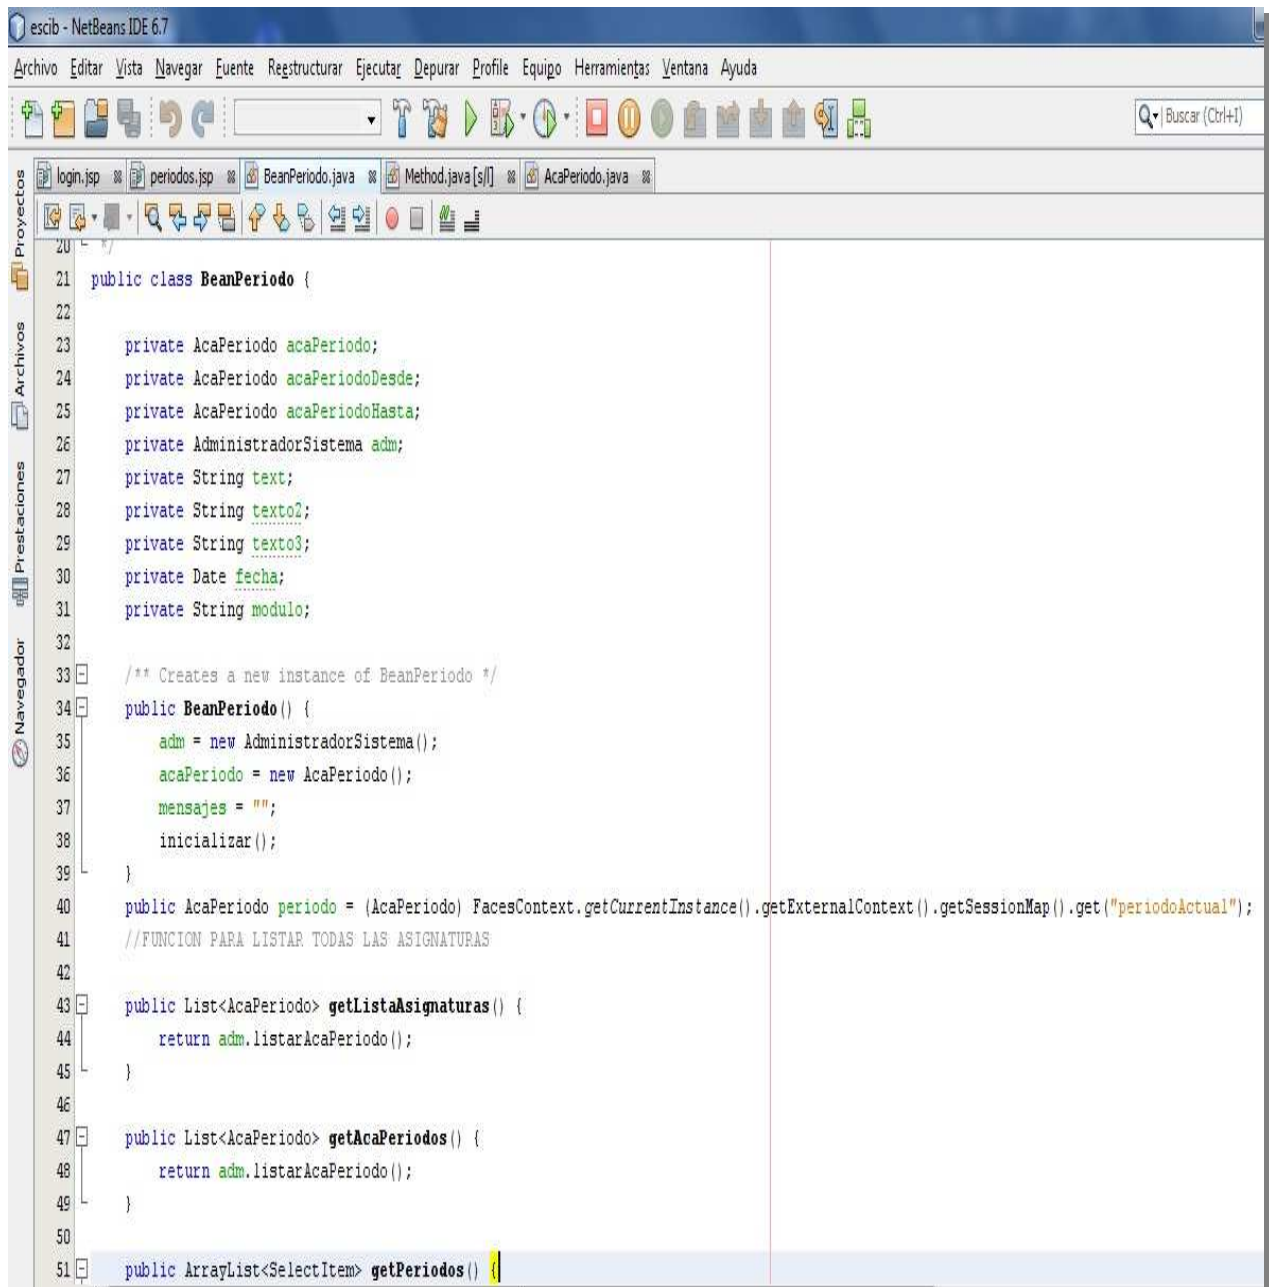 escib - NetBeans IDE 6.7
Archivo Editar Vista Navegar Fuente Reestructurar Ejecutar Depurar Profile Equipo Herramientas Ventana Ayuda
Buscar (Ctrl+I)
login.jsp periodos.jsp BeanPeriodo.java Method.java [s/l] AcaPeriodo.java
Proyectos
Archivos
Prestaciones
Navegador
20 */
21 public class BeanPeriodo {
22
23 private AcaPeriodo acaPeriodo;
24 private AcaPeriodo acaPeriodoDesde;
25 private AcaPeriodo acaPeriodoHasta;
26 private AdministradorSistema adm;
27 private String text;
28 private String texto2;
29 private String texto3;
30 private Date fecha;
31 private String modulo;
32
33 /** Creates a new instance of BeanPeriodo */
34 public BeanPeriodo() {
35 adm = new AdministradorSistema();
36 acaPeriodo = new AcaPeriodo();
37 mensajes = "";
38 inicializar();
39 }
40 public AcaPeriodo periodo = (AcaPeriodo) FacesContext.getCurrentInstance().getExternalContext().getSessionMap().get("periodoActual");
41 //FUNCION PARA LISTAR TODAS LAS ASIGNATURAS
42
43 public List<AcaPeriodo> getListaAsignaturas() {
44 return adm.listarAcaPeriodo();
45 }
46
47 public List<AcaPeriodo> getAcaPeriodos() {
48 return adm.listarAcaPeriodo();
49 }
50
51 public ArrayList<SelectItem> getPeriodos() {